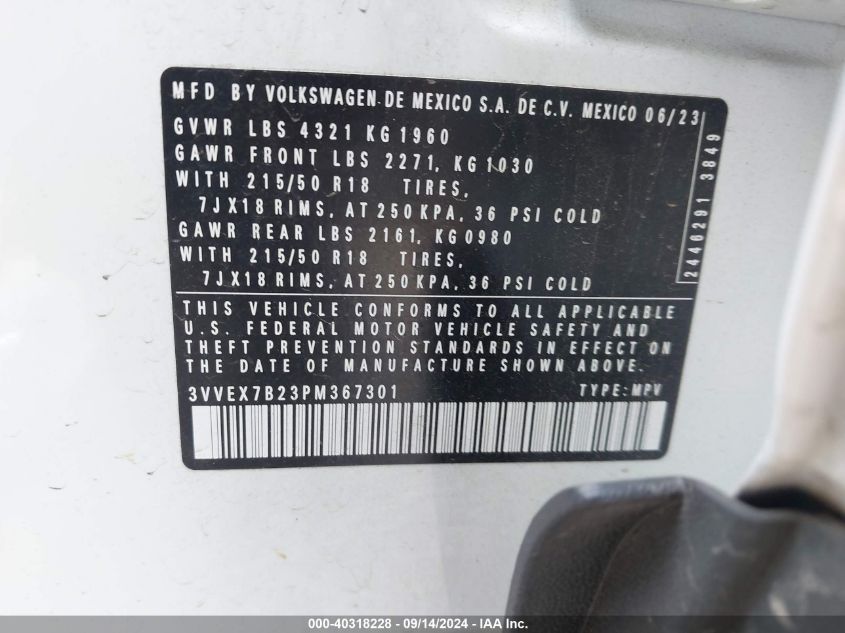 MFD BY VOLKSWAGEN DE MEXICO S.A. DE C.V. MEXICO 06/23
GVWR LBS 4321 KG 1960
GAWR FRONT LBS 2271, KG 1030
WITH 215/50 R18 TIRES,
7JX18 RIMS, AT 250 KPA, 36 PSI COLD
GAWR REAR LBS 2161, KG 0980
WITH 215/50 R18 TIRES,
7JX18 RIMS, AT 250 KPA, 36 PSI COLD
2446291 3849
THIS VEHICLE CONFORMS TO ALL APPLICABLE
U.S. FEDERAL MOTOR VEHICLE SAFETY AND
THEFT PREVENTION STANDARDS IN EFFECT ON
THE DATE OF MANUFACTURE SHOWN ABOVE.
3VVEX7B23PM367301 TYPE: MPV
000-40318228 - 09/14/2024 - IAA Inc.